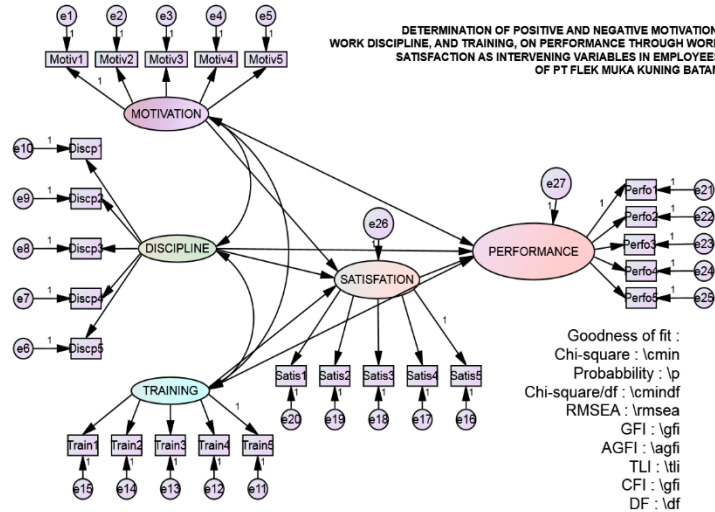 e1 e2 e3 e4 e5
1 1 1 1 1
Motiv1 Motiv2 Motiv3 Motiv4 Motiv5
1
MOTIVATION
DETERMINATION OF POSITIVE AND NEGATIVE MOTIVATION
WORK DISCIPLINE, AND TRAINING, ON PERFORMANCE THROUGH WORK
SATISFACTION AS INTERVENING VARIABLES IN EMPLOYEES
OF PT FLEK MUKA KUNING BATAM
e10 1 Discp1
e9 1 Discp2
e8 1 Discp3
e7 1 Discp4
e6 1 Discp5
1
DISCIPLINE
e26
1
SATISFATION
e27
1
PERFORMANCE
1
Perfo1 1 e21
Perfo2 1 e22
Perfo3 1 e23
Perfo4 1 e24
Perfo5 1 e25
1
Satis1 Satis2 Satis3 Satis4 Satis5
1 1 1 1 1
e20 e19 e18 e17 e16
TRAINING
1
Train1 Train2 Train3 Train4 Train5
1 1 1 1 1
e15 e14 e13 e12 e11
Goodness of fit :
Chi-square : \cmin
Probabbility : \p
Chi-square/df : \cmindf
RMSEA : \rmsea
GFI : \gfi
AGFI : \agfi
TLI : \tli
CFI : \gfi
DF : \df